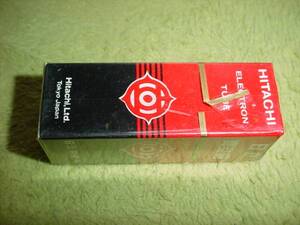 HITACHI
ELECTRON
TUBE
Hitachi, Ltd.
Tokyo Japan